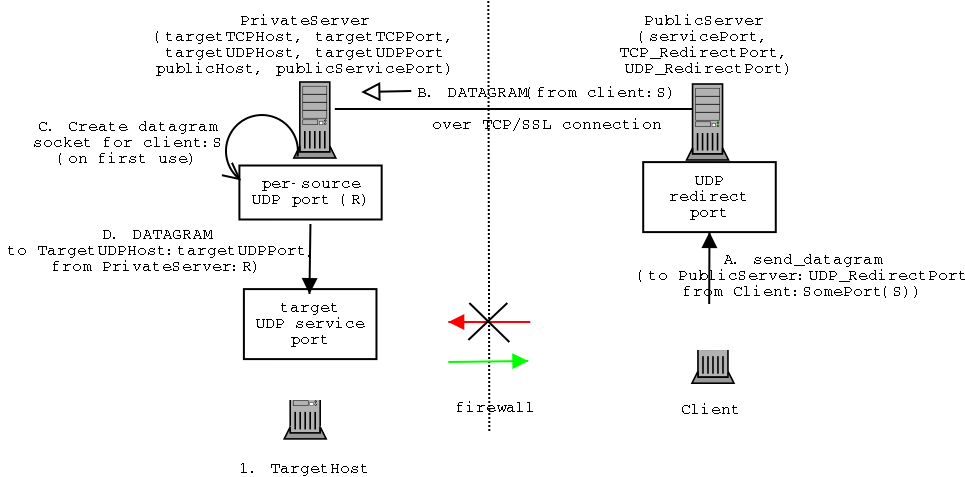 PrivateServer
(targetTCPHost, targetTCPPort,
targetUDPHost, targetUDPPort
publicHost, publicServicePort)
PublicServer
(servicePort,
TCP_RedirectPort,
UDP_RedirectPort)
B. DATAGRAM(from client:S)
over TCP/SSL connection
C. Create datagram
socket for client:S
(on first use)
per-source
UDP port (R)
UDP
redirect
port
D. DATAGRAM
to TargetUDPHost:targetUDPPort,
from PrivateServer:R)
A. send_datagram
(to PublicServer:UDP_RedirectPort
from Client:SomePort(S))
target
UDP service
port
firewall
Client
1. TargetHost